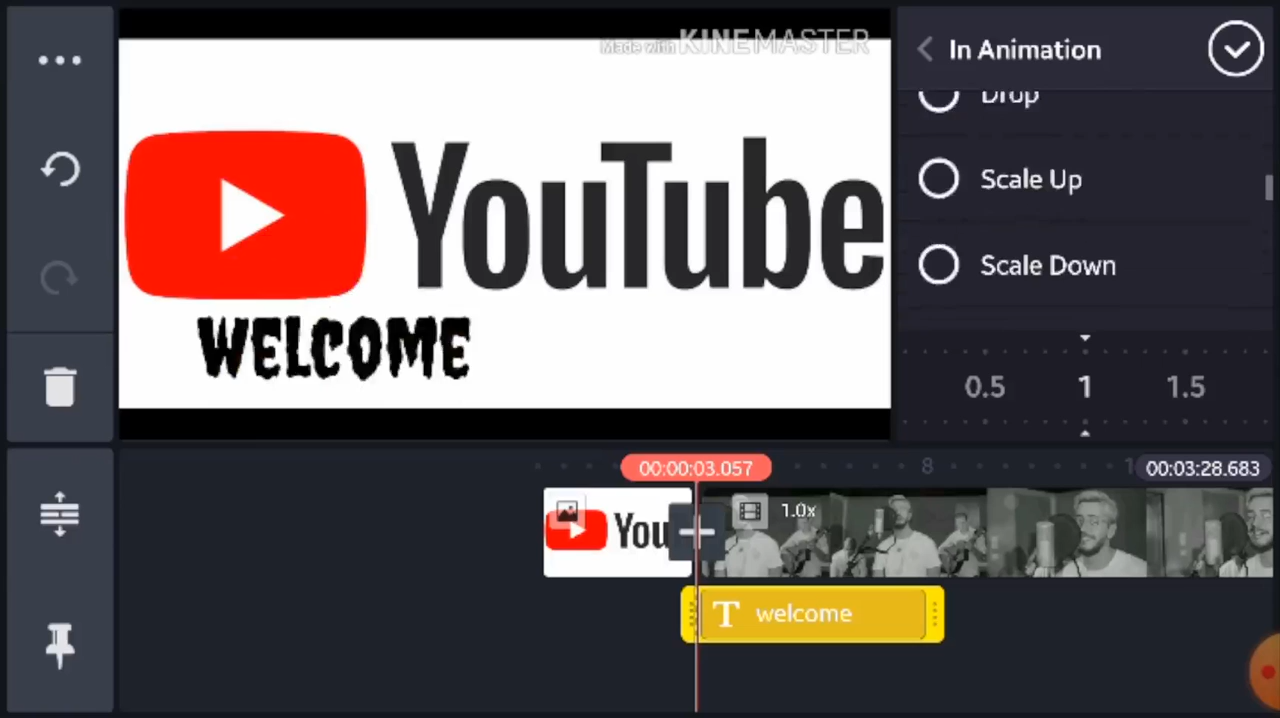 Made with KINEMASTER
In Animation
Drop
Scale Up
Scale Down
0.5 1 1.5
YouTube
WELCOME
00:00:03.057
8
00:03:28.683
You
1.0x
T welcome